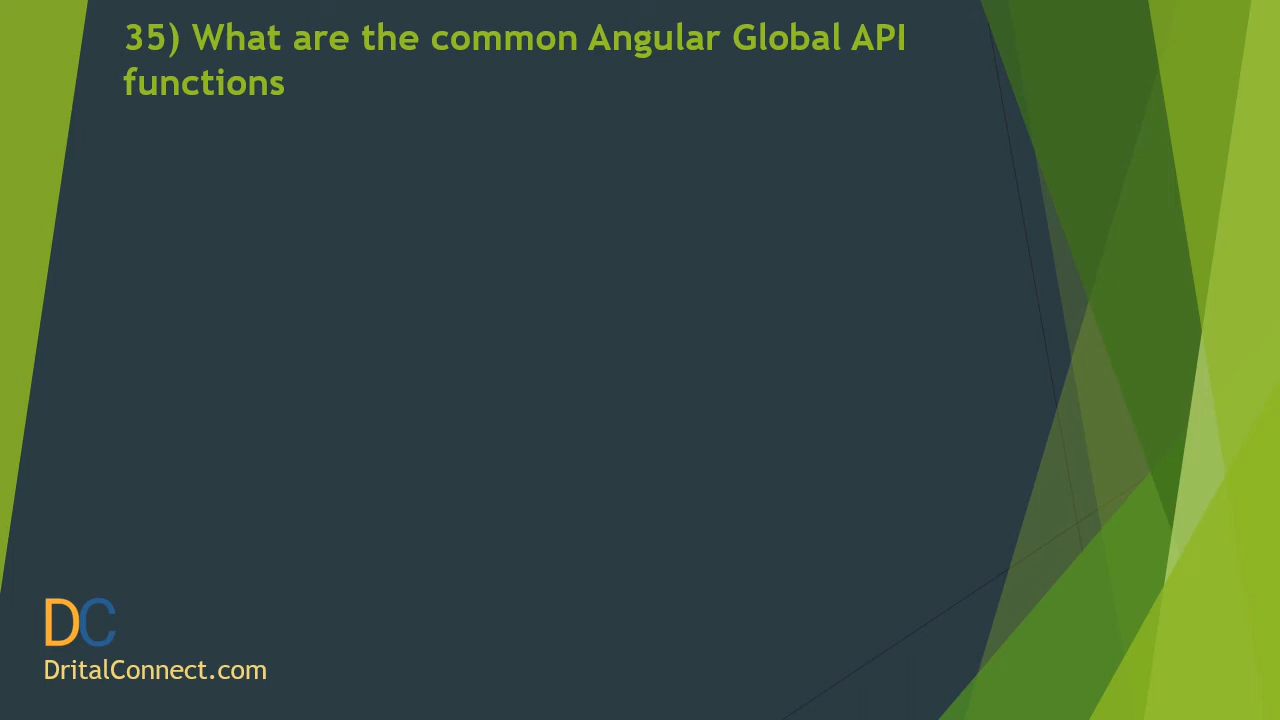 35) What are the common Angular Global API
functions
DC
DritalConnect.com